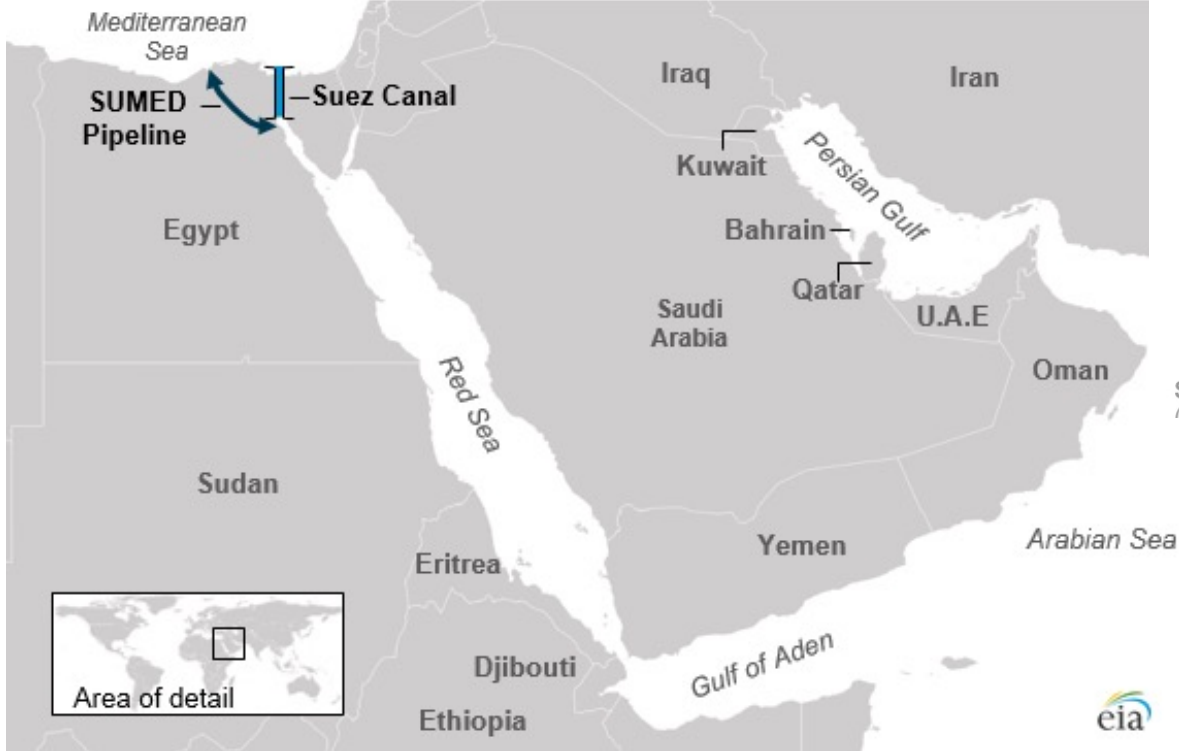 Mediterranean
Sea
SUMED
Pipeline
Suez Canal
Iraq
Iran
Kuwait
Persian Gulf
Egypt
Bahrain
Qatar
Saudi
Arabia
U.A.E
Oman
Red Sea
Sudan
Yemen
Arabian Sea
Eritrea
Gulf of Aden
Djibouti
Ethiopia
Area of detail
eia